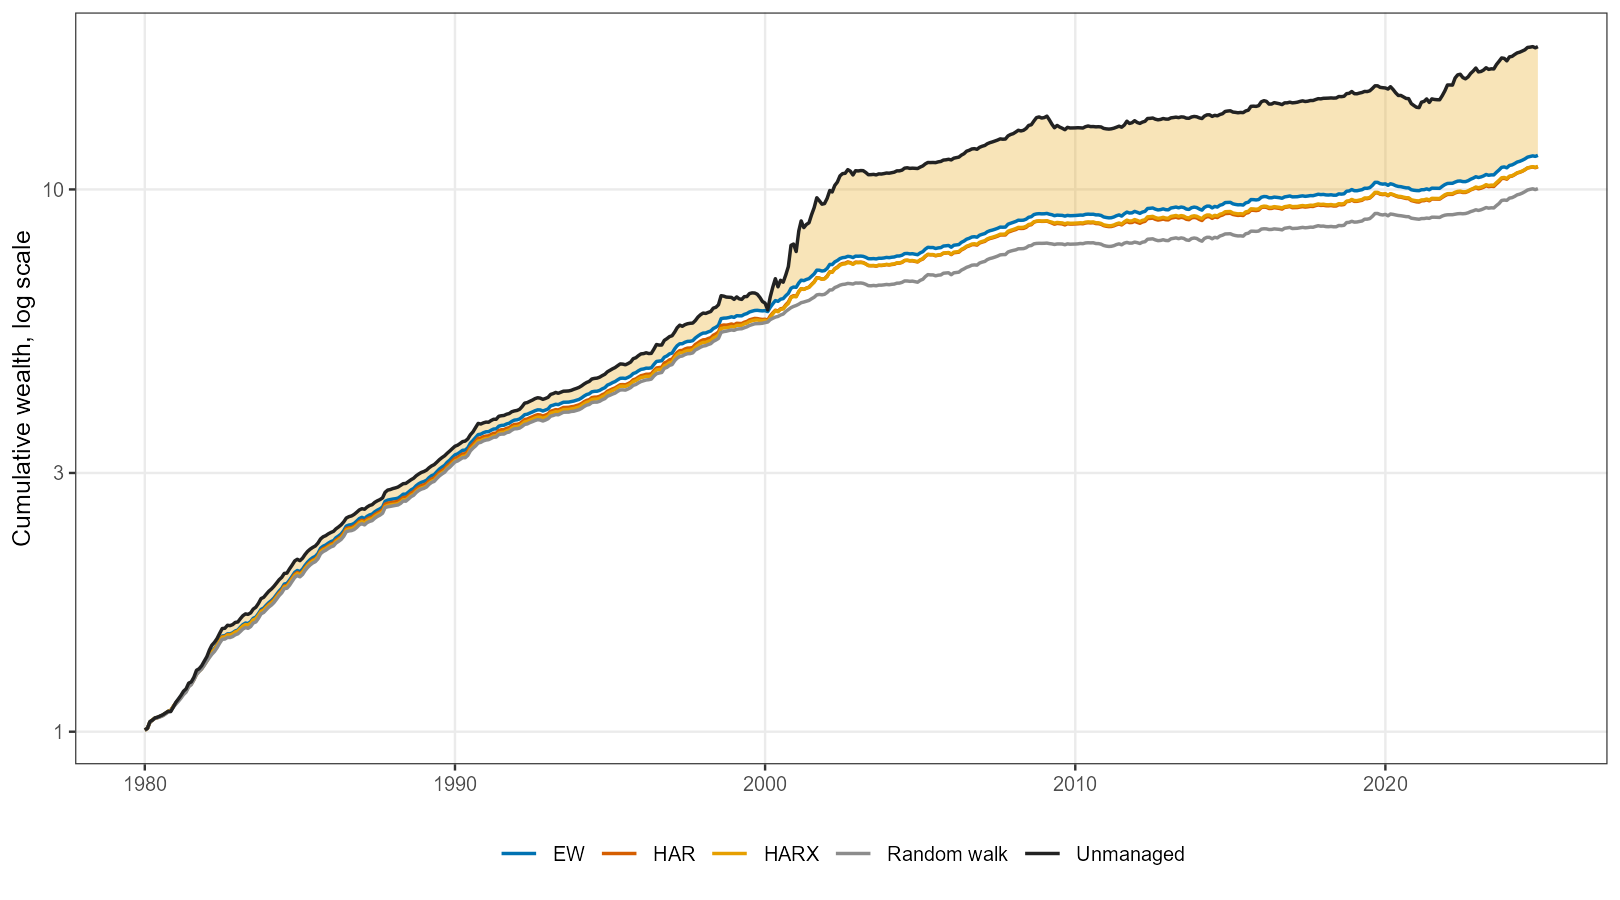 Cumulative wealth, log scale
10
3
1
1980 1990 2000 2010 2020
EW HAR HARX Random walk Unmanaged